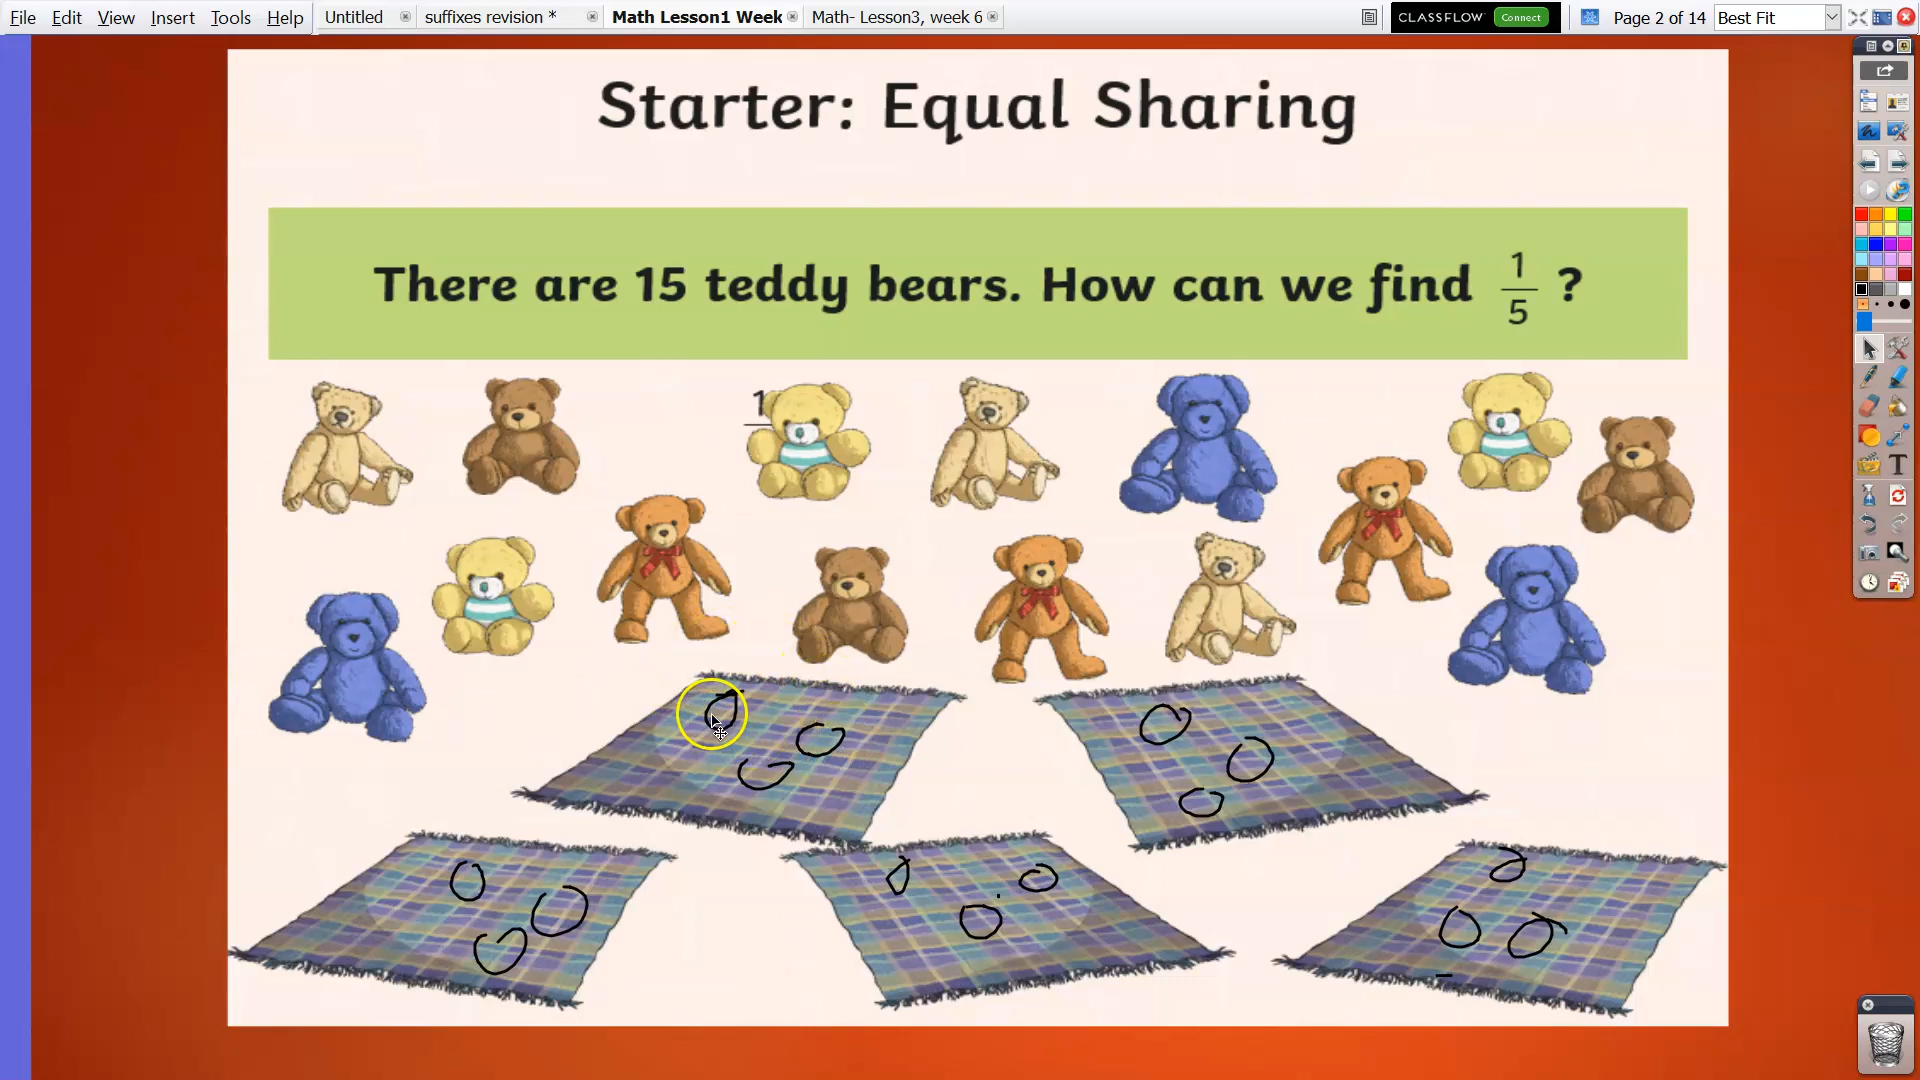 File Edit View Insert Tools Help Untitled suffixes revision * Math Lesson1 Week Math- Lesson3, week 6 CLASSFLOW Connect Page 2 of 14 Best Fit
Starter: Equal Sharing
There are 15 teddy bears. How can we find 1/5 ?
1
T